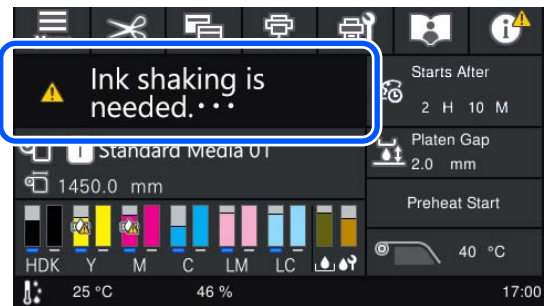 Ink shaking is
needed.･･･
Starts After
2 H 10 M
1 Standard Media 01
Platen Gap
2.0 mm
1450.0 mm
Preheat Start
HDK Y M C LM LC
40 °C
25 °C 46 % 17:00